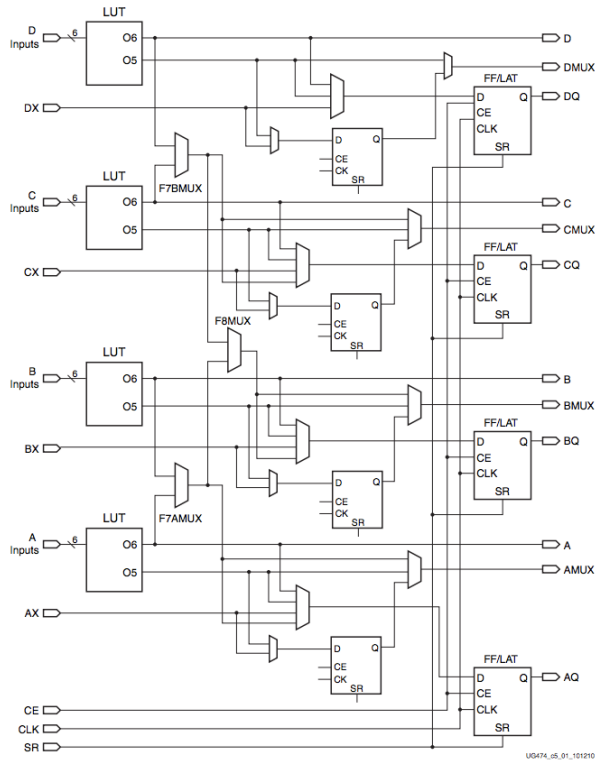 LUT
D
Inputs
6
O6
O5
D
DMUX
FF/LAT
D
Q
CE
CLK
SR
DQ
DX
D
Q
CE
CK
SR
F7BMUX
LUT
C
Inputs
6
O6
O5
C
CMUX
FF/LAT
D
Q
CE
CLK
SR
CQ
CX
D
Q
CE
CK
SR
F8MUX
LUT
B
Inputs
6
O6
O5
B
BMUX
FF/LAT
D
Q
CE
CLK
SR
BQ
BX
D
Q
CE
CK
SR
F7AMUX
LUT
A
Inputs
6
O6
O5
A
AMUX
AX
D
Q
CE
CK
SR
FF/LAT
D
Q
CE
CLK
SR
AQ
CE
CLK
SR
UG474_c5_01_101210